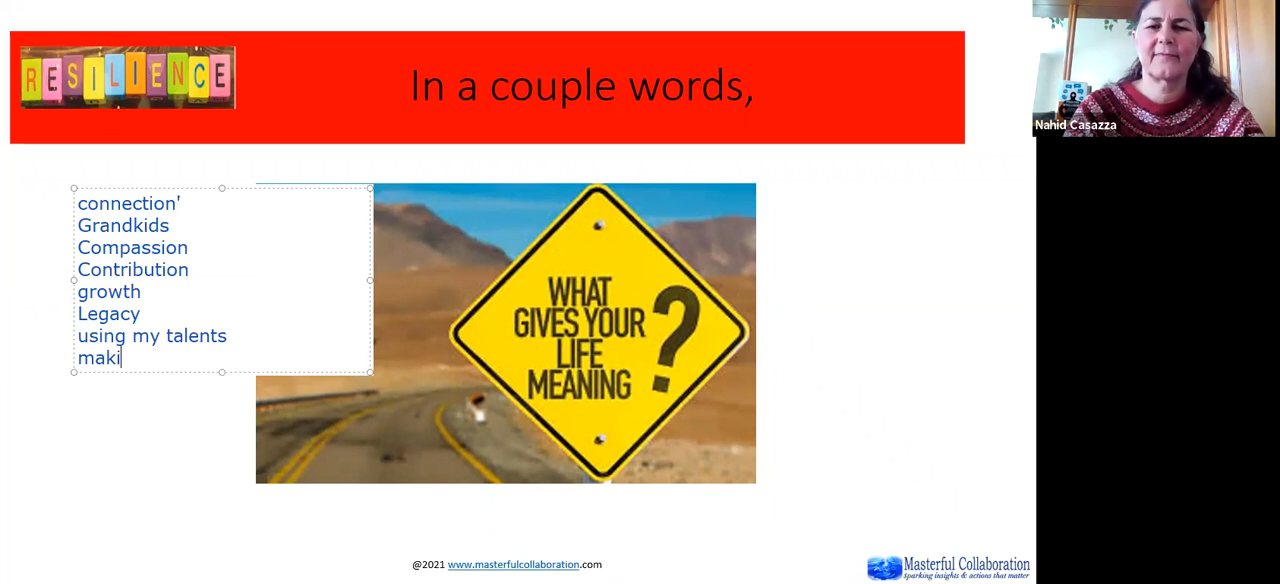 RESILIENCE
In a couple words,
Nahid Casazza
connection'
Grandkids
Compassion
Contribution
growth
Legacy
using my talents
maki
WHAT
GIVES YOUR
LIFE
MEANING
?
@2021 www.masterfulcollaboration.com
Masterful Collaboration
sparking insights & actions that matter